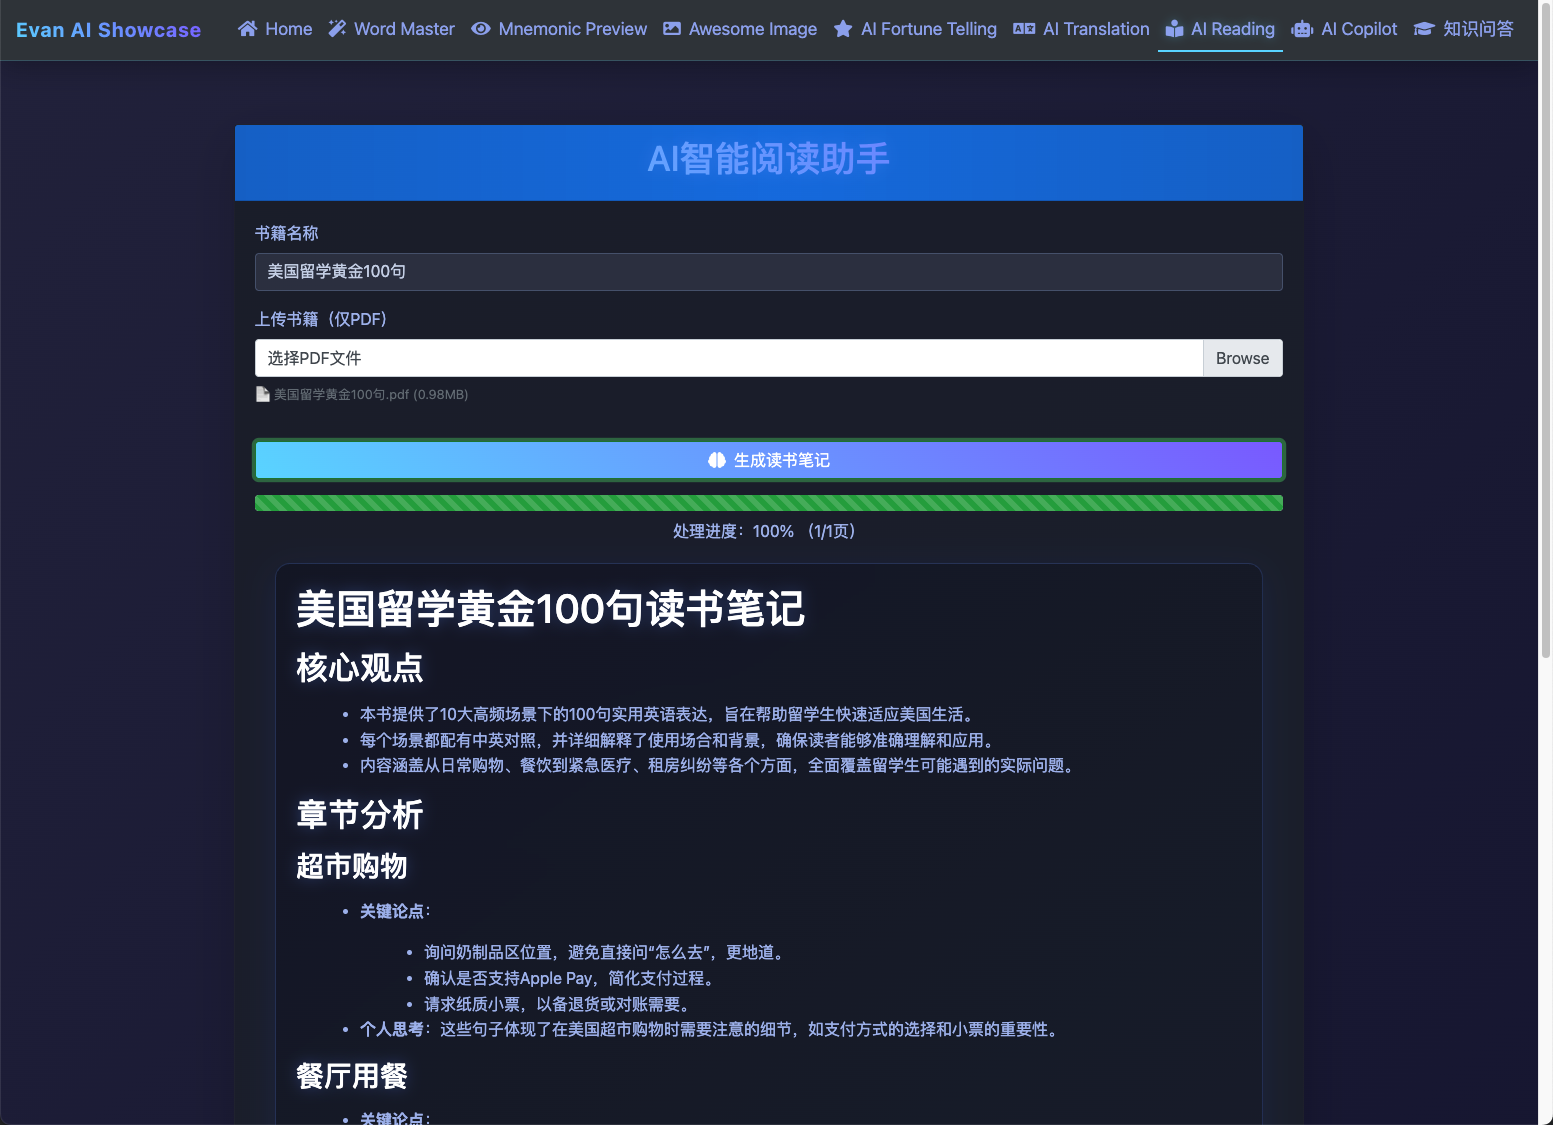 Evan AI Showcase
Home
Word Master
Mnemonic Preview
Awesome Image
AI Fortune Telling
AI Translation
AI Reading
AI Copilot
知识问答
AI智能阅读助手
书籍名称
美国留学黄金100句
上传书籍（仅PDF）
选择PDF文件
Browse
美国留学黄金100句.pdf (0.98MB)
生成读书笔记
处理进度：100% （1/1页）
美国留学黄金100句读书笔记
核心观点
• 本书提供了10大高频场景下的100句实用英语表达，旨在帮助留学生快速适应美国生活。
• 每个场景都配有中英对照，并详细解释了使用场合和背景，确保读者能够准确理解和应用。
• 内容涵盖从日常购物、餐饮到紧急医疗、租房纠纷等各个方面，全面覆盖留学生可能遇到的实际问题。
章节分析
超市购物
• 关键论点：
• 询问奶制品区位置，避免直接问“怎么去”，更地道。
• 确认是否支持Apple Pay，简化支付过程。
• 请求纸质小票，以备退货或对账需要。
• 个人思考：这些句子体现了在美国超市购物时需要注意的细节，如支付方式的选择和小票的重要性。
餐厅用餐
• 关键论点：